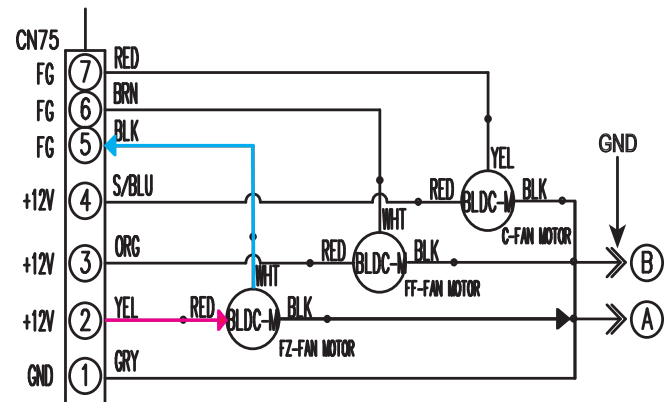 CN75
FG 7 RED
FG 6 BRN
FG 5 BLK
YEL GND
+12V 4 S/BLU RED BLDC-M BLK
C-FAN MOTOR
WHT
+12V 3 ORG RED BLDC-M BLK B
FF-FAN MOTOR
WHT
+12V 2 YEL RED BLDC-M BLK A
FZ-FAN MOTOR
GND 1 GRY